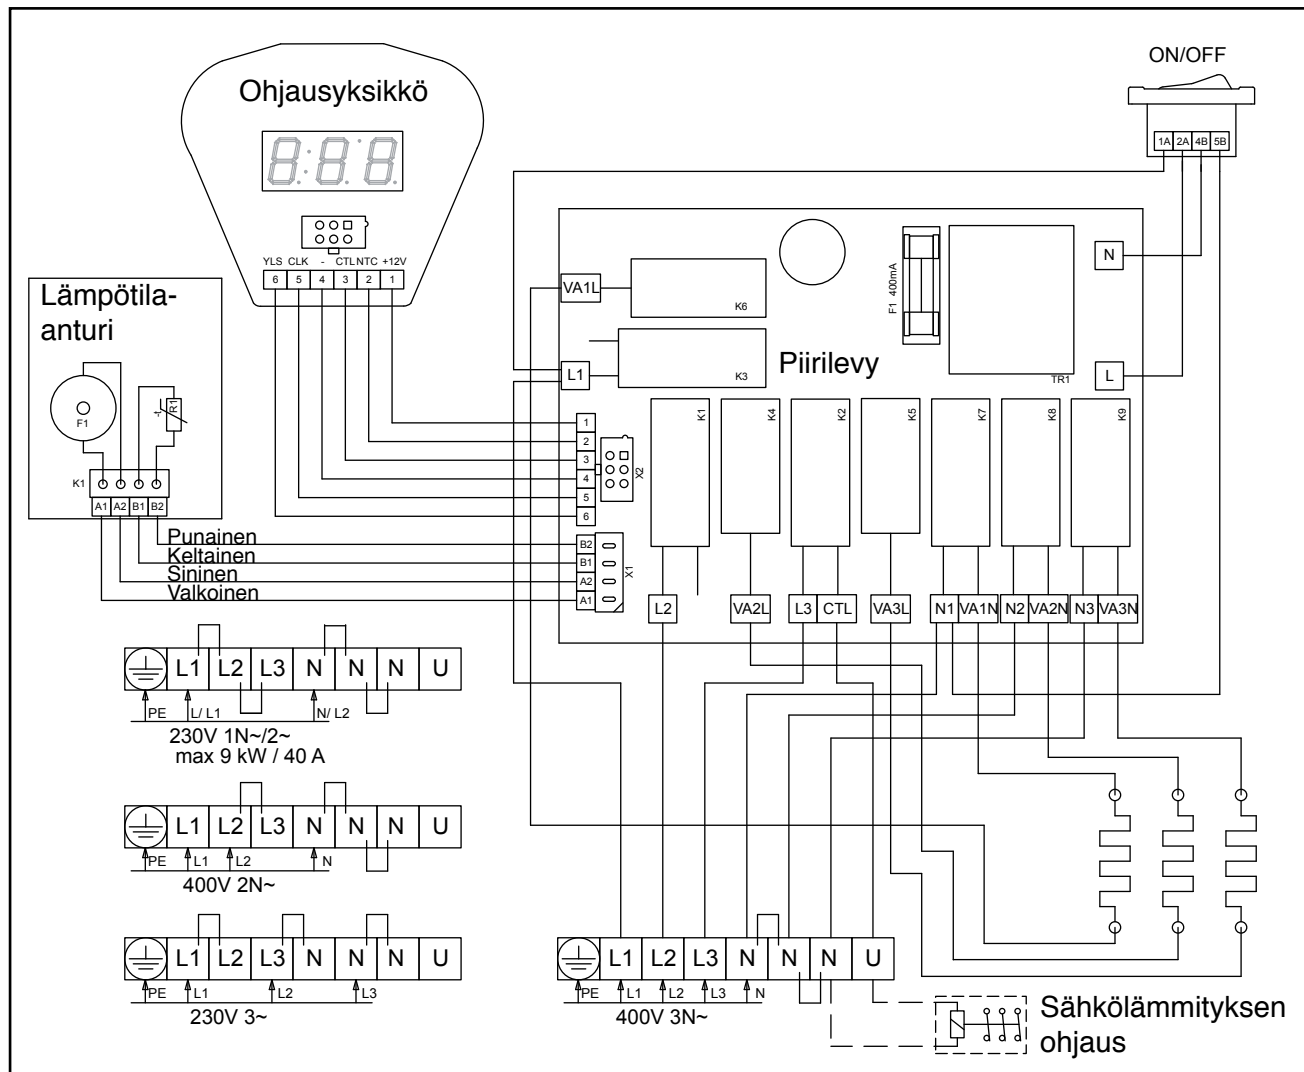 ON/OFF
1A 2A 4B 5B
Ohjausyksikkö
YLS CLK - CTL NTC +12V
6 5 4 3 2 1
Lämpötila-
anturi
F1
-t
R1
K1
A1 A2 B1 B2
Punainen
Keltainen
Sininen
Valkoinen
VA1L
K6
L1
K3
Piirilevy
F1 400mA
TR1
N
L
1
2
3
4
5
6
X2
B2
B1
A2
A1
X1
K1
K4
K2
K5
K7
K8
K9
L2 VA2L L3 CTL VA3L N1 VA1N N2 VA2N N3 VA3N
L1 L2 L3 N N N U
PE L/ L1 N/ L2
230V 1N~/2~
max 9 kW / 40 A
L1 L2 L3 N N N U
PE L1 L2 N
400V 2N~
L1 L2 L3 N N N U
PE L1 L2 L3
230V 3~
L1 L2 L3 N N N U
PE L1 L2 L3 N
400V 3N~
Sähkölämmityksen
ohjaus